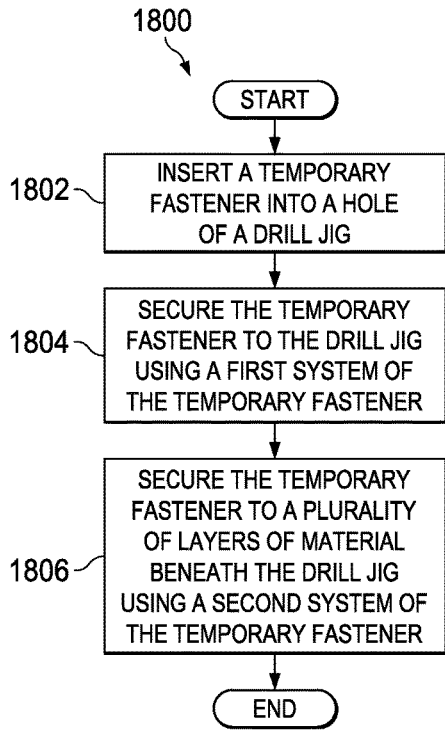 1800
START
1802
INSERT A TEMPORARY
FASTENER INTO A HOLE
OF A DRILL JIG
1804
SECURE THE TEMPORARY
FASTENER TO THE DRILL JIG
USING A FIRST SYSTEM OF
THE TEMPORARY FASTENER
1806
SECURE THE TEMPORARY
FASTENER TO A PLURALITY
OF LAYERS OF MATERIAL
BENEATH THE DRILL JIG
USING A SECOND SYSTEM OF
THE TEMPORARY FASTENER
END